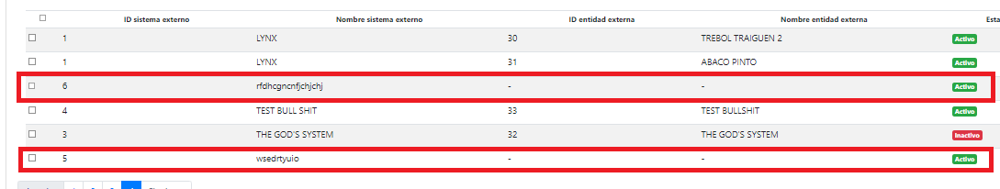 ID sistema externo Nombre sistema externo ID entidad externa Nombre entidad externa Esta
1 LYNX 30 TREBOL TRAIGUEN 2 Activo
1 LYNX 31 ABACO PINTO Activo
6 rfdhcgncnfjchjchj - - Activo
4 TEST BULL SHIT 33 TEST BULLSHIT Activo
3 THE GOD'S SYSTEM 32 THE GOD'S SYSTEM Inactivo
5 wsedrtyuio - - Activo